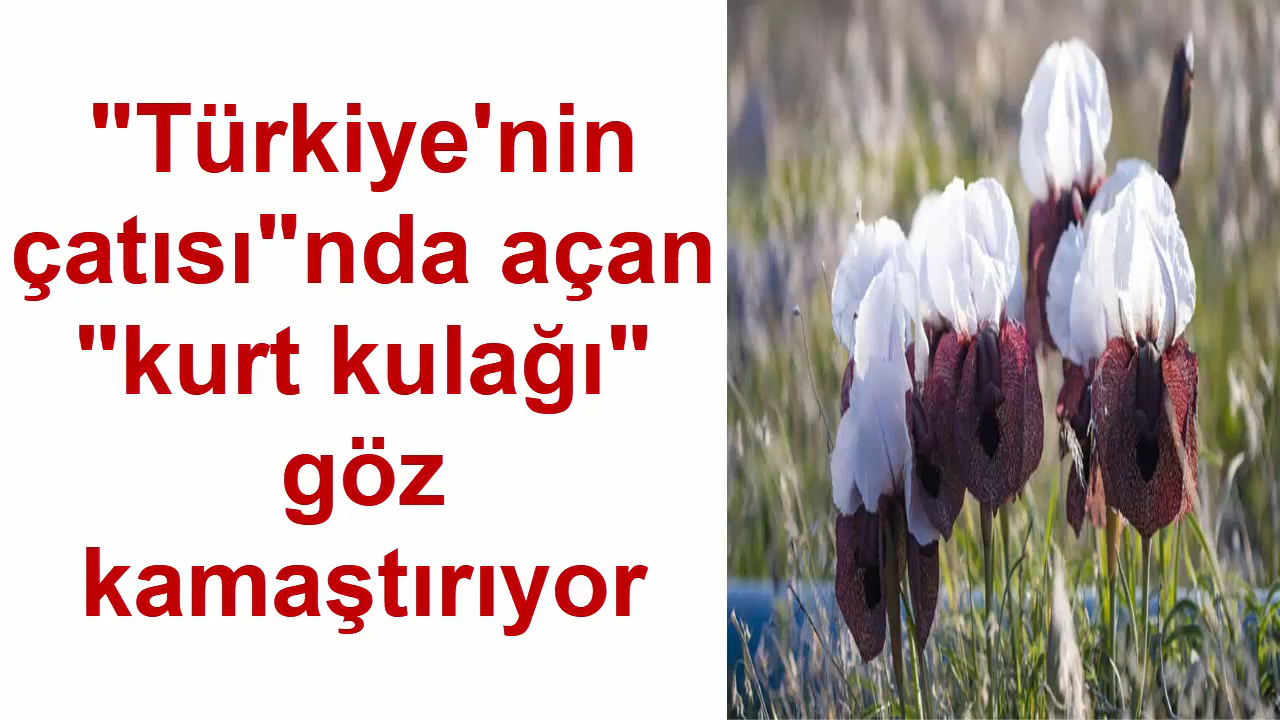 "Türkiye'nin
çatısı"nda açan
"kurt kulağı"
göz
kamaştırıyor